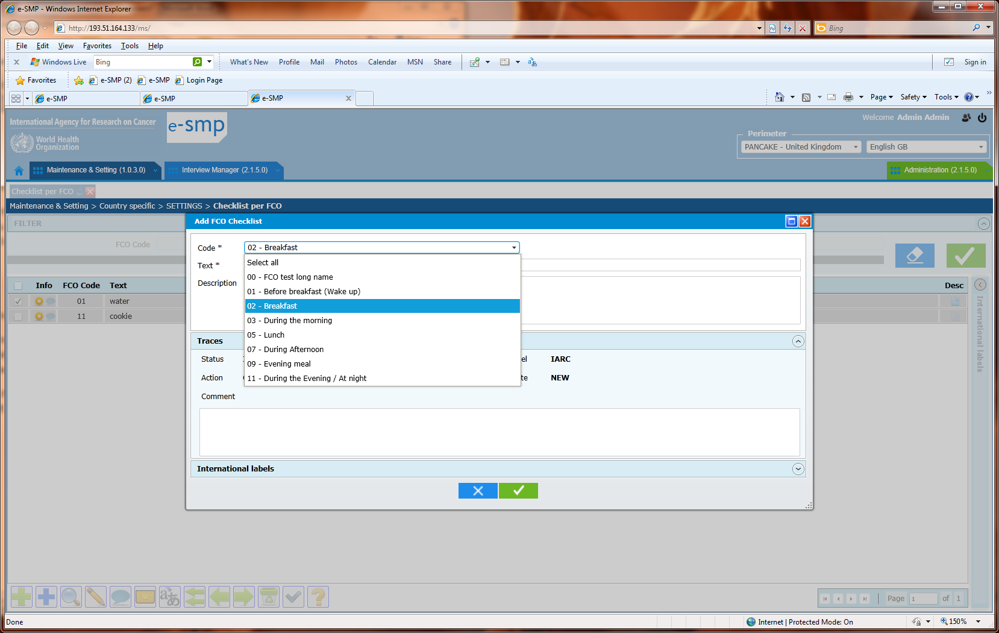 e-SMP - Windows Internet Explorer
http://193.51.164.133/ms/
Bing
File Edit View Favorites Tools Help
x Windows Live Bing What's New Profile Mail Photos Calendar MSN Share Sign in
Favorites e-SMP (2) e-SMP Login Page
e-SMP e-SMP e-SMP Page Safety Tools
International Agency for Research on Cancer
World Health
Organization
e-smp
Welcome Admin Admin
Perimeter
PANCAKE - United Kingdom English GB
Maintenance & Setting (1.0.3.0) Interview Manager (2.1.5.0) Administration (2.1.5.0)
Checklist per FCO
Maintenance & Setting > Country specific > SETTINGS > Checklist per FCO
FILTER
FCO Code
Info FCO Code Text Desc
01 water
11 cookie
International labels
Add FCO Checklist
Code * 02 - Breakfast
Text *
Description
Select all
00 - FCO test long name
01 - Before breakfast (Wake up)
02 - Breakfast
03 - During the morning
05 - Lunch
07 - During Afternoon
09 - Evening meal
11 - During the Evening / At night
Traces
Status el IARC
Action te NEW
Comment
International labels
Page 1 of 1
Done Internet | Protected Mode: On 150%